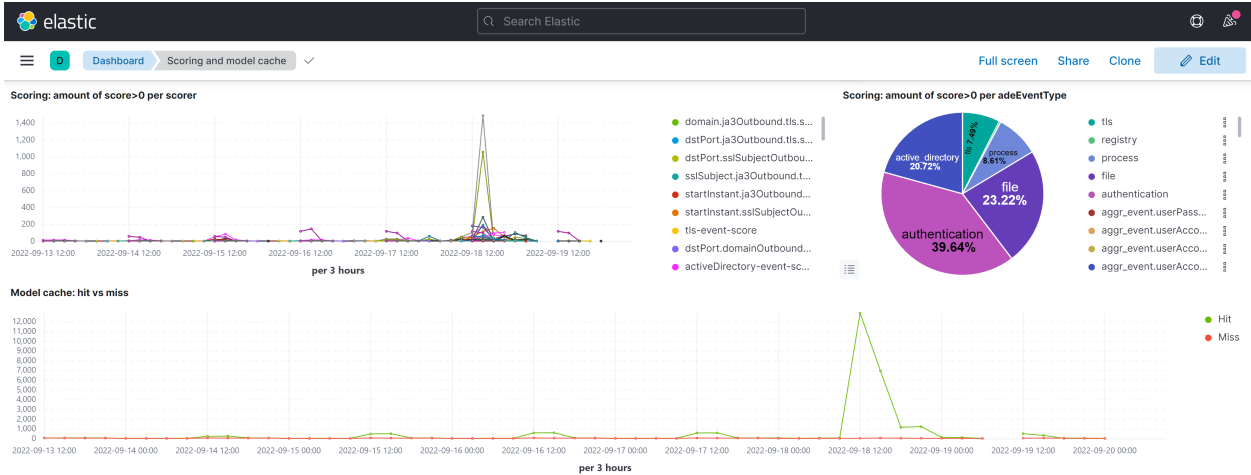 elastic
Search Elastic
D
Dashboard
Scoring and model cache
Full screen
Share
Clone
Edit
Scoring: amount of score>0 per scorer
1,400
1,200
1,000
800
600
400
200
0
2022-09-13 12:00
2022-09-14 12:00
2022-09-15 12:00
2022-09-16 12:00
2022-09-17 12:00
2022-09-18 12:00
2022-09-19 12:00
per 3 hours
domain.ja3Outbound.tls.s...
dstPort.ja3Outbound.tls.s...
dstPort.sslSubjectOutbou...
sslSubject.ja3Outbound.t...
startInstant.ja3Outbound...
startInstant.sslSubjectOu...
tls-event-score
dstPort.domainOutbound...
activeDirectory-event-sc...
Scoring: amount of score>0 per adeEventType
tls 7.49%
process
8.61%
active_directory
20.72%
file
23.22%
authentication
39.64%
tls
registry
process
file
authentication
aggr_event.userPass...
aggr_event.userAcco...
aggr_event.userAcco...
aggr_event.userAcco...
Model cache: hit vs miss
12,000
11,000
10,000
9,000
8,000
7,000
6,000
5,000
4,000
3,000
2,000
1,000
0
2022-09-13 12:00
2022-09-14 00:00
2022-09-14 12:00
2022-09-15 00:00
2022-09-15 12:00
2022-09-16 00:00
2022-09-16 12:00
2022-09-17 00:00
2022-09-17 12:00
2022-09-18 00:00
2022-09-18 12:00
2022-09-19 00:00
2022-09-19 12:00
2022-09-20 00:00
per 3 hours
Hit
Miss